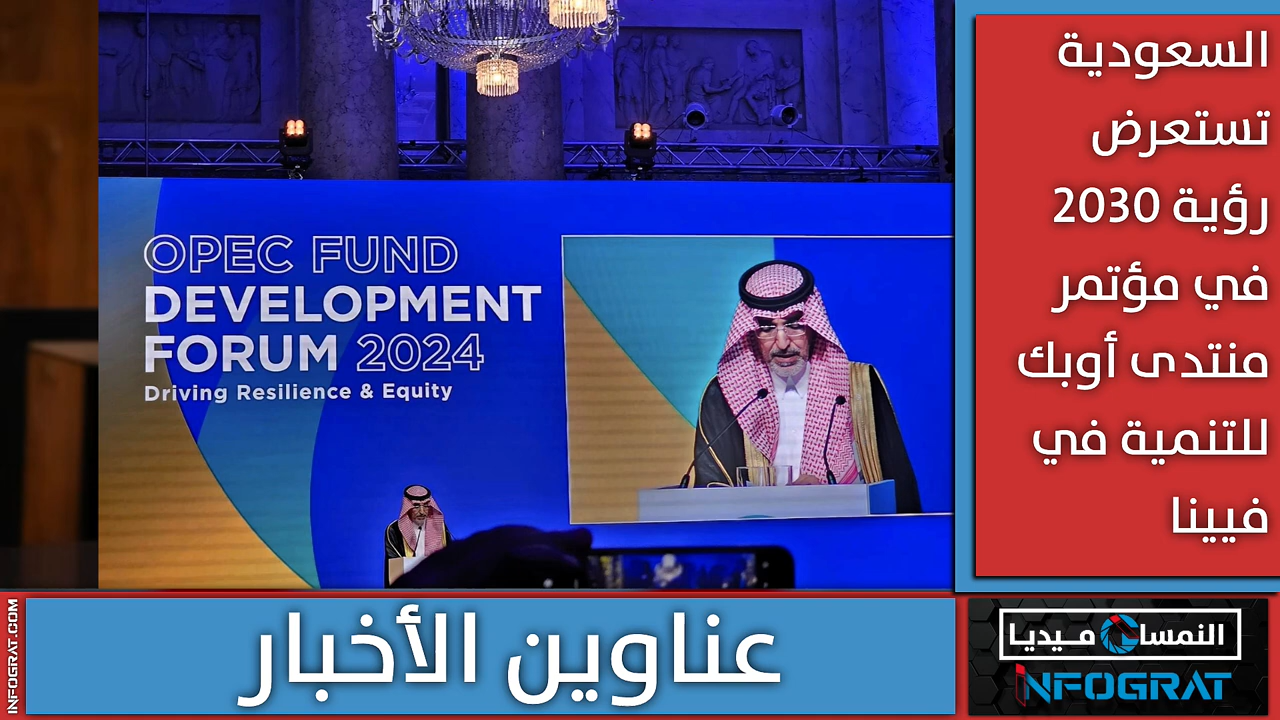 السعودية
تستعرض
رؤية 2030
في مؤتمر
منتدى أوبك
للتنمية في
فيينا
OPEC FUND
DEVELOPMENT
FORUM 2024
Driving Resilience & Equity
عناوين الأخبار
النمسا ميديا
INFOGRAT
INFOGRAT.COM